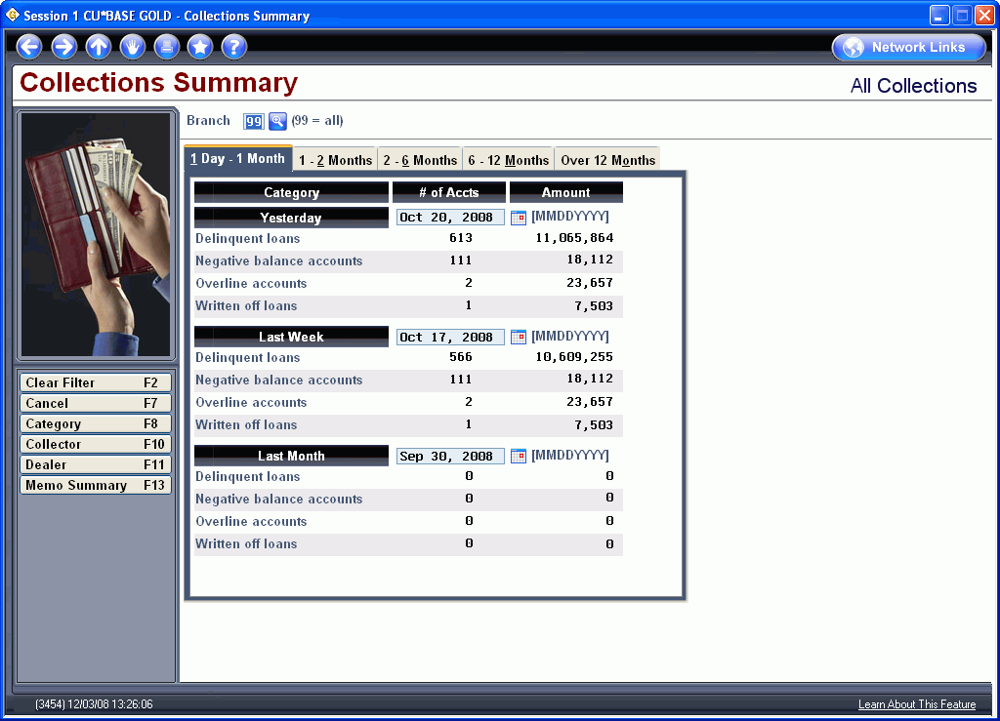 Session 1 CU*BASE GOLD - Collections Summary
Network Links
Collections Summary
All Collections
Branch 99 (99 = all)
1 Day - 1 Month 1 - 2 Months 2 - 6 Months 6 - 12 Months Over 12 Months
Category # of Accts Amount
Yesterday Oct 20, 2008 [MMDDYYYY]
Delinquent loans 613 11,065,864
Negative balance accounts 111 18,112
Overline accounts 2 23,657
Written off loans 1 7,503
Last Week Oct 17, 2008 [MMDDYYYY]
Delinquent loans 566 10,609,255
Negative balance accounts 111 18,112
Overline accounts 2 23,657
Written off loans 1 7,503
Last Month Sep 30, 2008 [MMDDYYYY]
Delinquent loans 0 0
Negative balance accounts 0 0
Overline accounts 0 0
Written off loans 0 0
Clear Filter F2
Cancel F7
Category F8
Collector F10
Dealer F11
Memo Summary F13
(3454) 12/03/08 13:26:06
Learn About This Feature